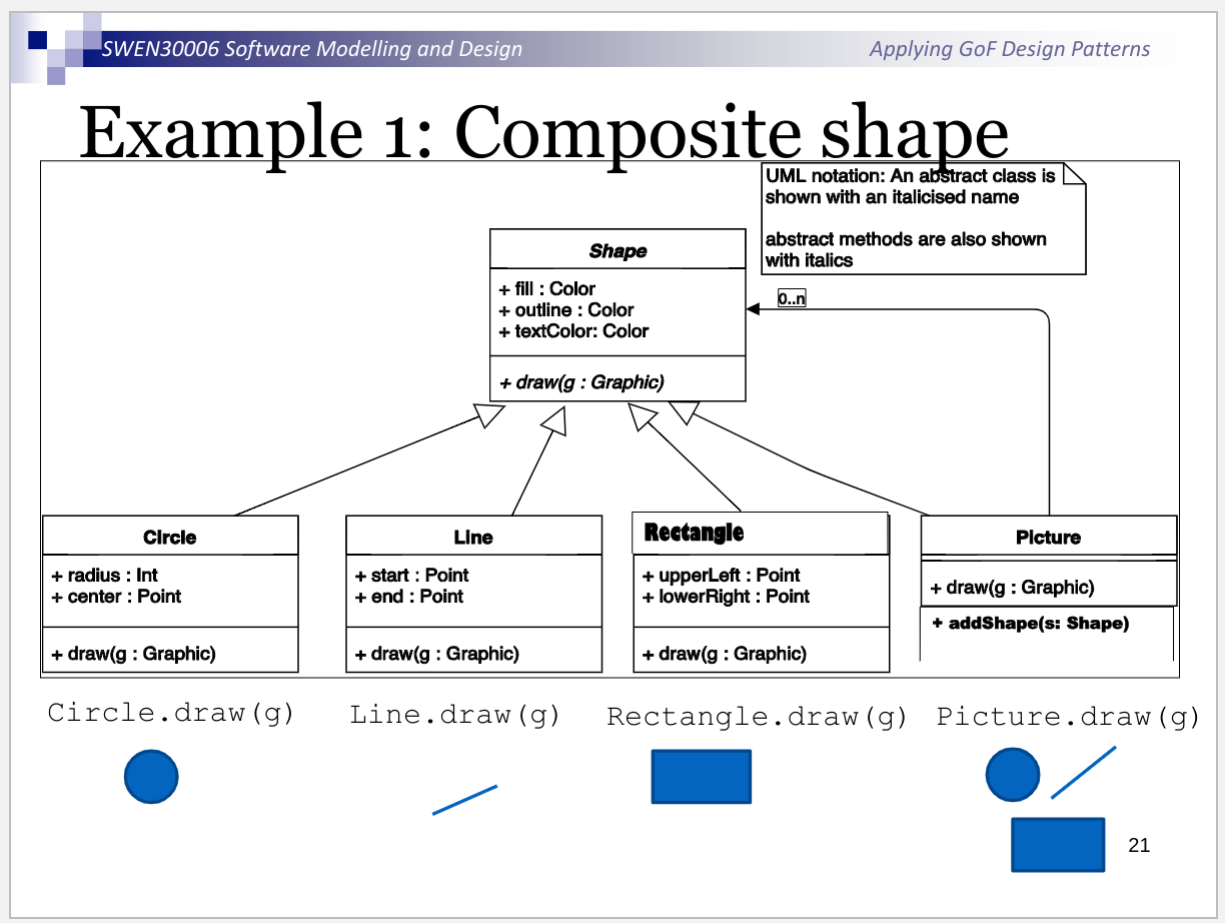 SWEN30006 Software Modelling and Design
Applying GoF Design Patterns
Example 1: Composite shape
UML notation: An abstract class is
shown with an italicised name
abstract methods are also shown
with italics
Shape
+ fill : Color
+ outline : Color
+ textColor: Color
+ draw(g : Graphic)
0..n
Circle
+ radius : Int
+ center : Point
+ draw(g : Graphic)
Line
+ start : Point
+ end : Point
+ draw(g : Graphic)
Rectangle
+ upperLeft : Point
+ lowerRight : Point
+ draw(g : Graphic)
Picture
+ draw(g : Graphic)
+ addShape(s: Shape)
Circle.draw(g)
Line.draw(g)
Rectangle.draw(g)
Picture.draw(g)
21